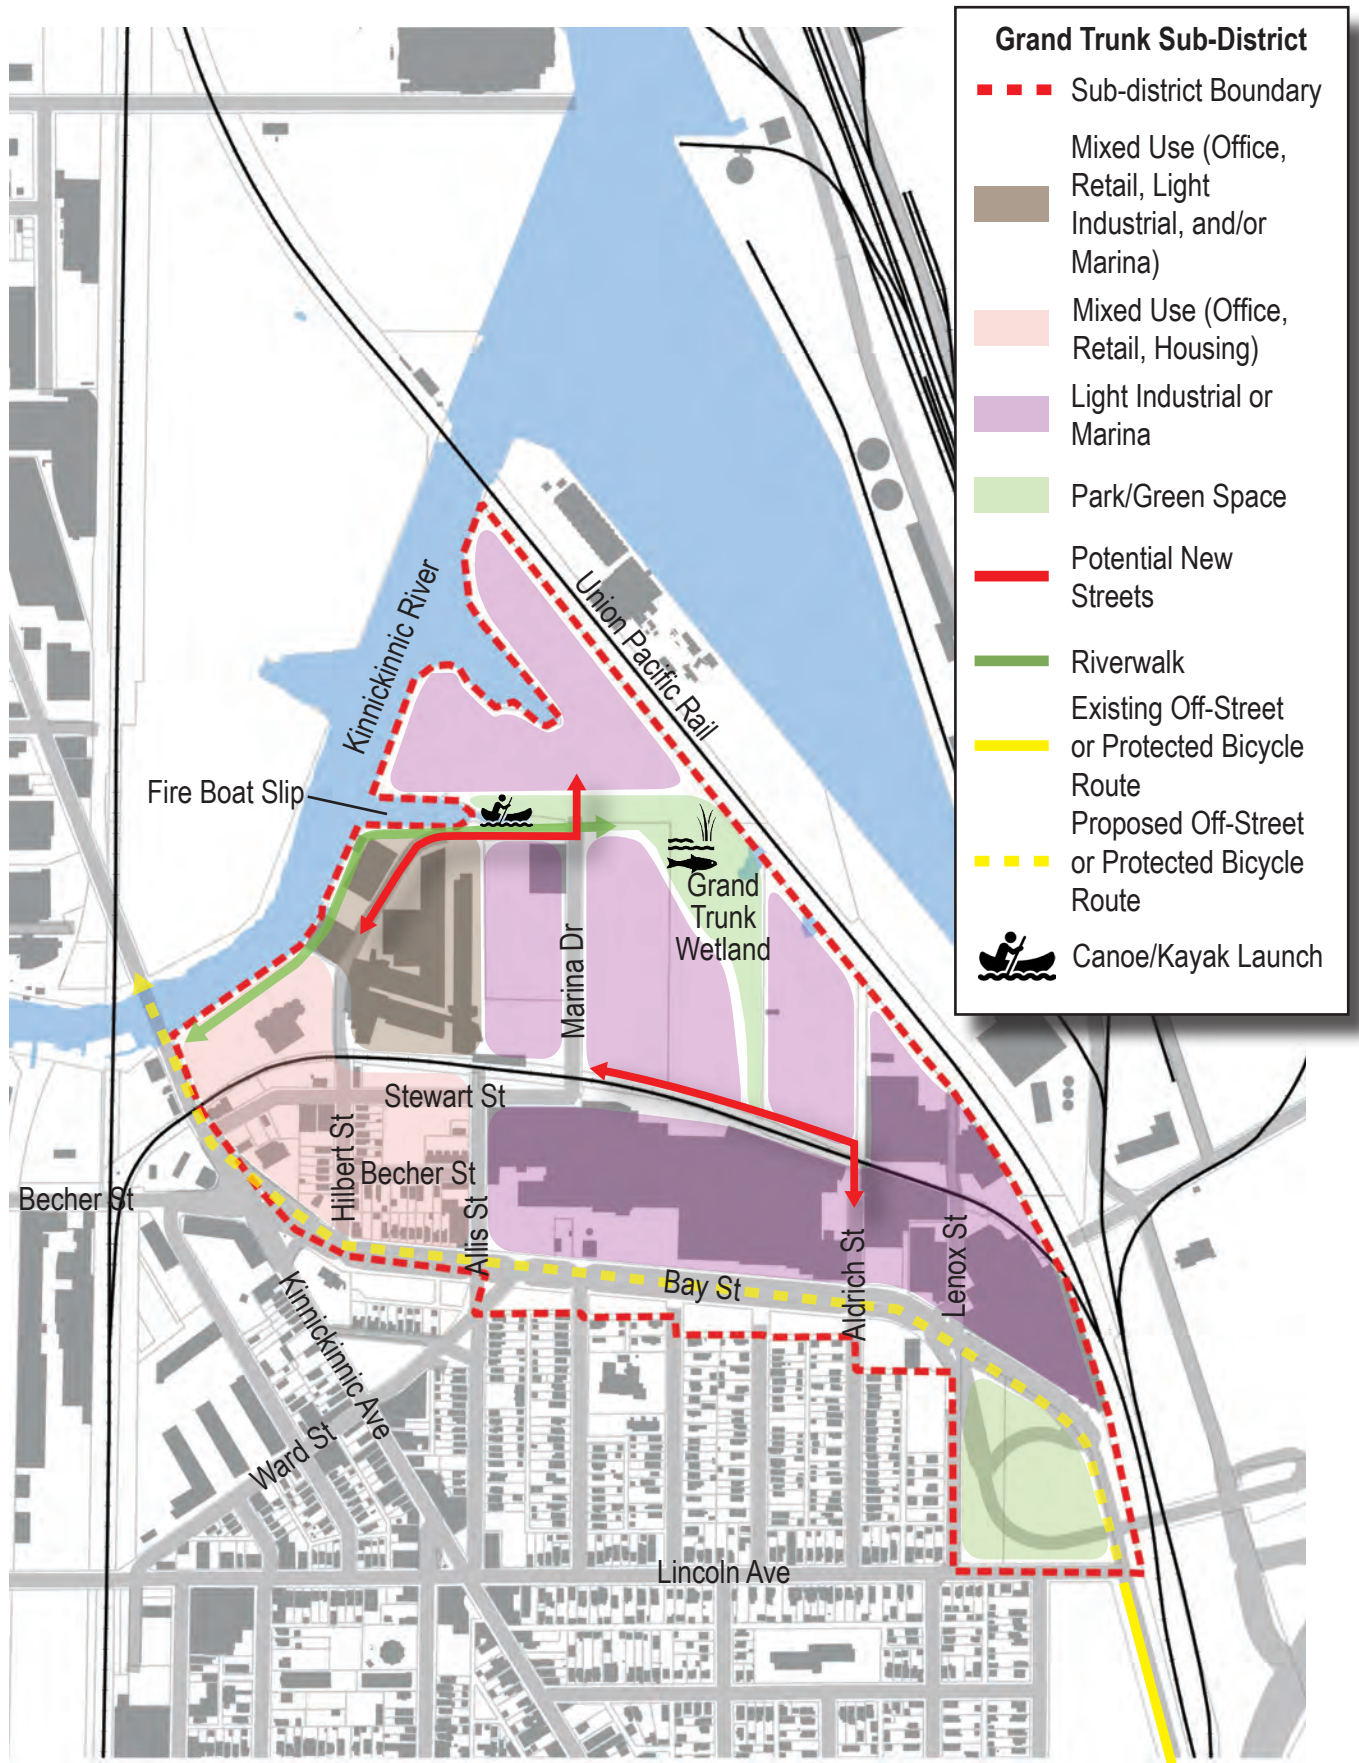 Grand Trunk Sub-District
Sub-district Boundary
Mixed Use (Office,
Retail, Light
Industrial, and/or
Marina)
Mixed Use (Office,
Retail, Housing)
Light Industrial or
Marina
Park/Green Space
Potential New
Streets
Riverwalk
Existing Off-Street
or Protected Bicycle
Route
Proposed Off-Street
or Protected Bicycle
Route
Canoe/Kayak Launch
Kinnickinnic River
Union Pacific Rail
Fire Boat Slip
Grand
Trunk
Wetland
Marina Dr
Stewart St
Hilbert St
Becher St
Becher St
Allis St
Bay St
Aldrich St
Lenox St
Kinnickinnic Ave
Ward St
Lincoln Ave